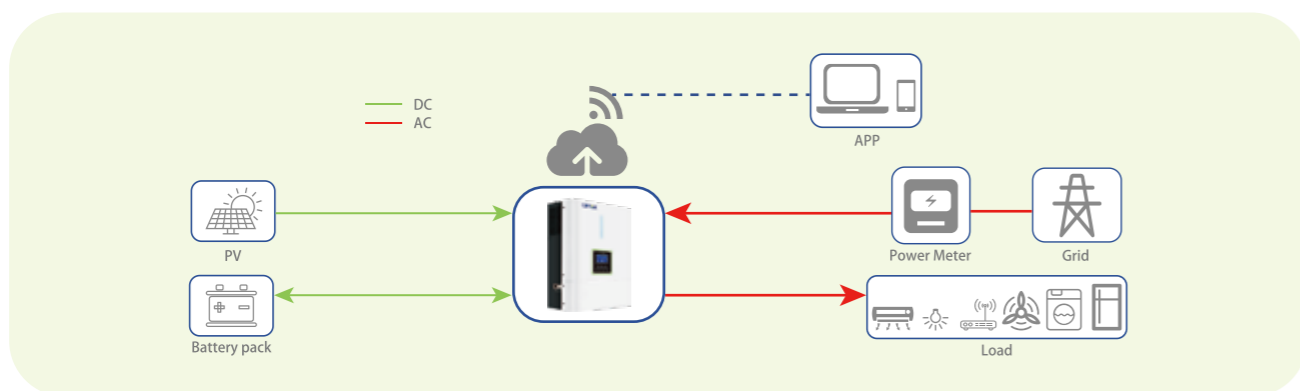 DC
AC
APP
PV
Power Meter
Grid
Battery pack
Load